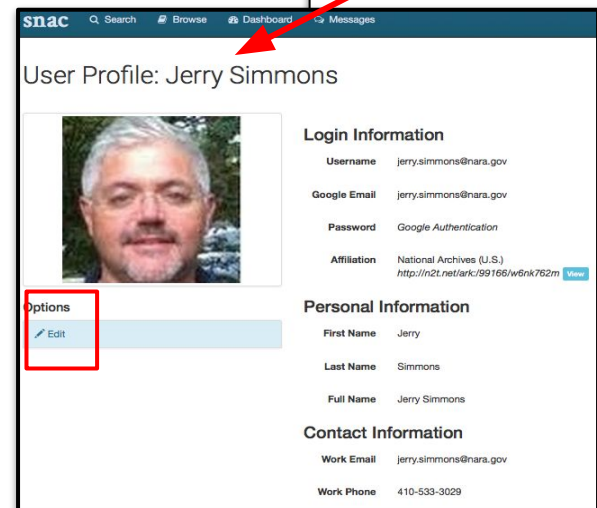 snac Search Browse Dashboard Messages
User Profile: Jerry Simmons
Login Information
Username jerry.simmons@nara.gov
Google Email jerry.simmons@nara.gov
Password Google Authentication
Affiliation National Archives (U.S.)
http://n2t.net/ark:/99166/w6nk762m View
Options
Edit
Personal Information
First Name Jerry
Last Name Simmons
Full Name Jerry Simmons
Contact Information
Work Email jerry.simmons@nara.gov
Work Phone 410-533-3029